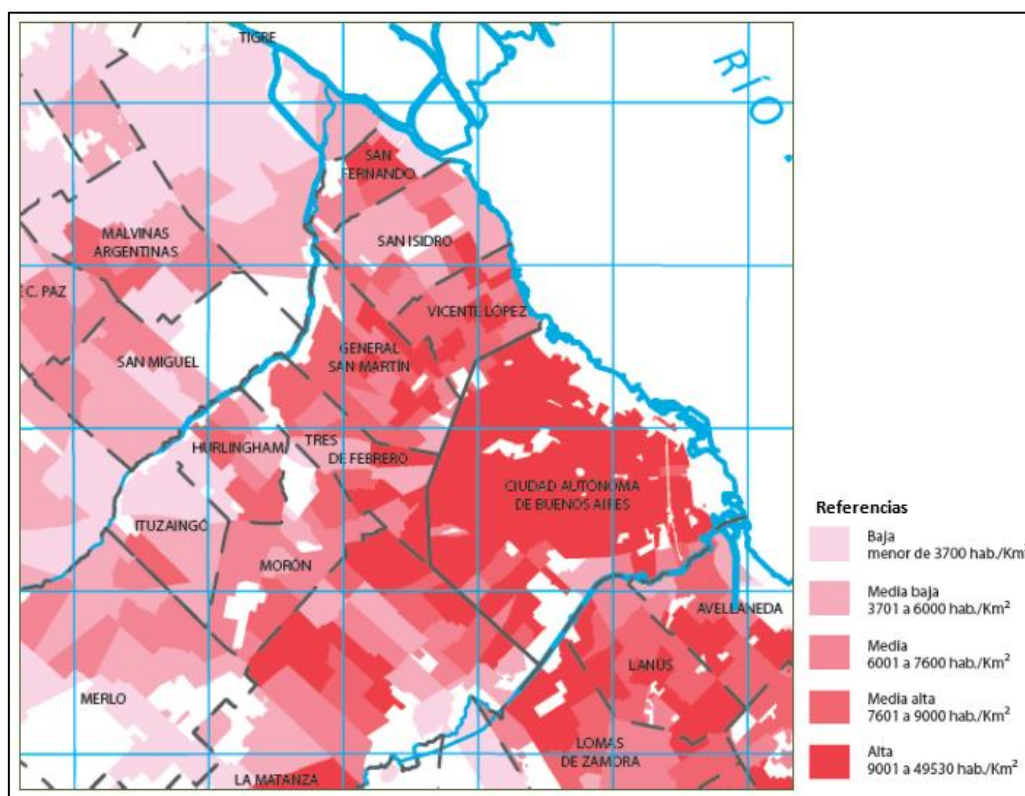 TIGRE
RÍO
SAN
FERNANDO
MALVINAS
ARGENTINAS
SAN ISIDRO
C. PAZ
VICENTE LÓPEZ
SAN MIGUEL
GENERAL
SAN MARTÍN
HURLINGHAM
TRES
DE FEBRERO
CIUDAD AUTÓNOMA
DE BUENOS AIRES
ITUZAINGÓ
MORÓN
AVELLANEDA
LANÚS
MERLO
LOMAS
DE ZAMORA
LA MATANZA
Referencias
Baja
menor de 3700 hab./Km²
Media baja
3701 a 6000 hab./Km²
Media
6001 a 7600 hab./Km²
Media alta
7601 a 9000 hab./Km²
Alta
9001 a 49530 hab./Km²